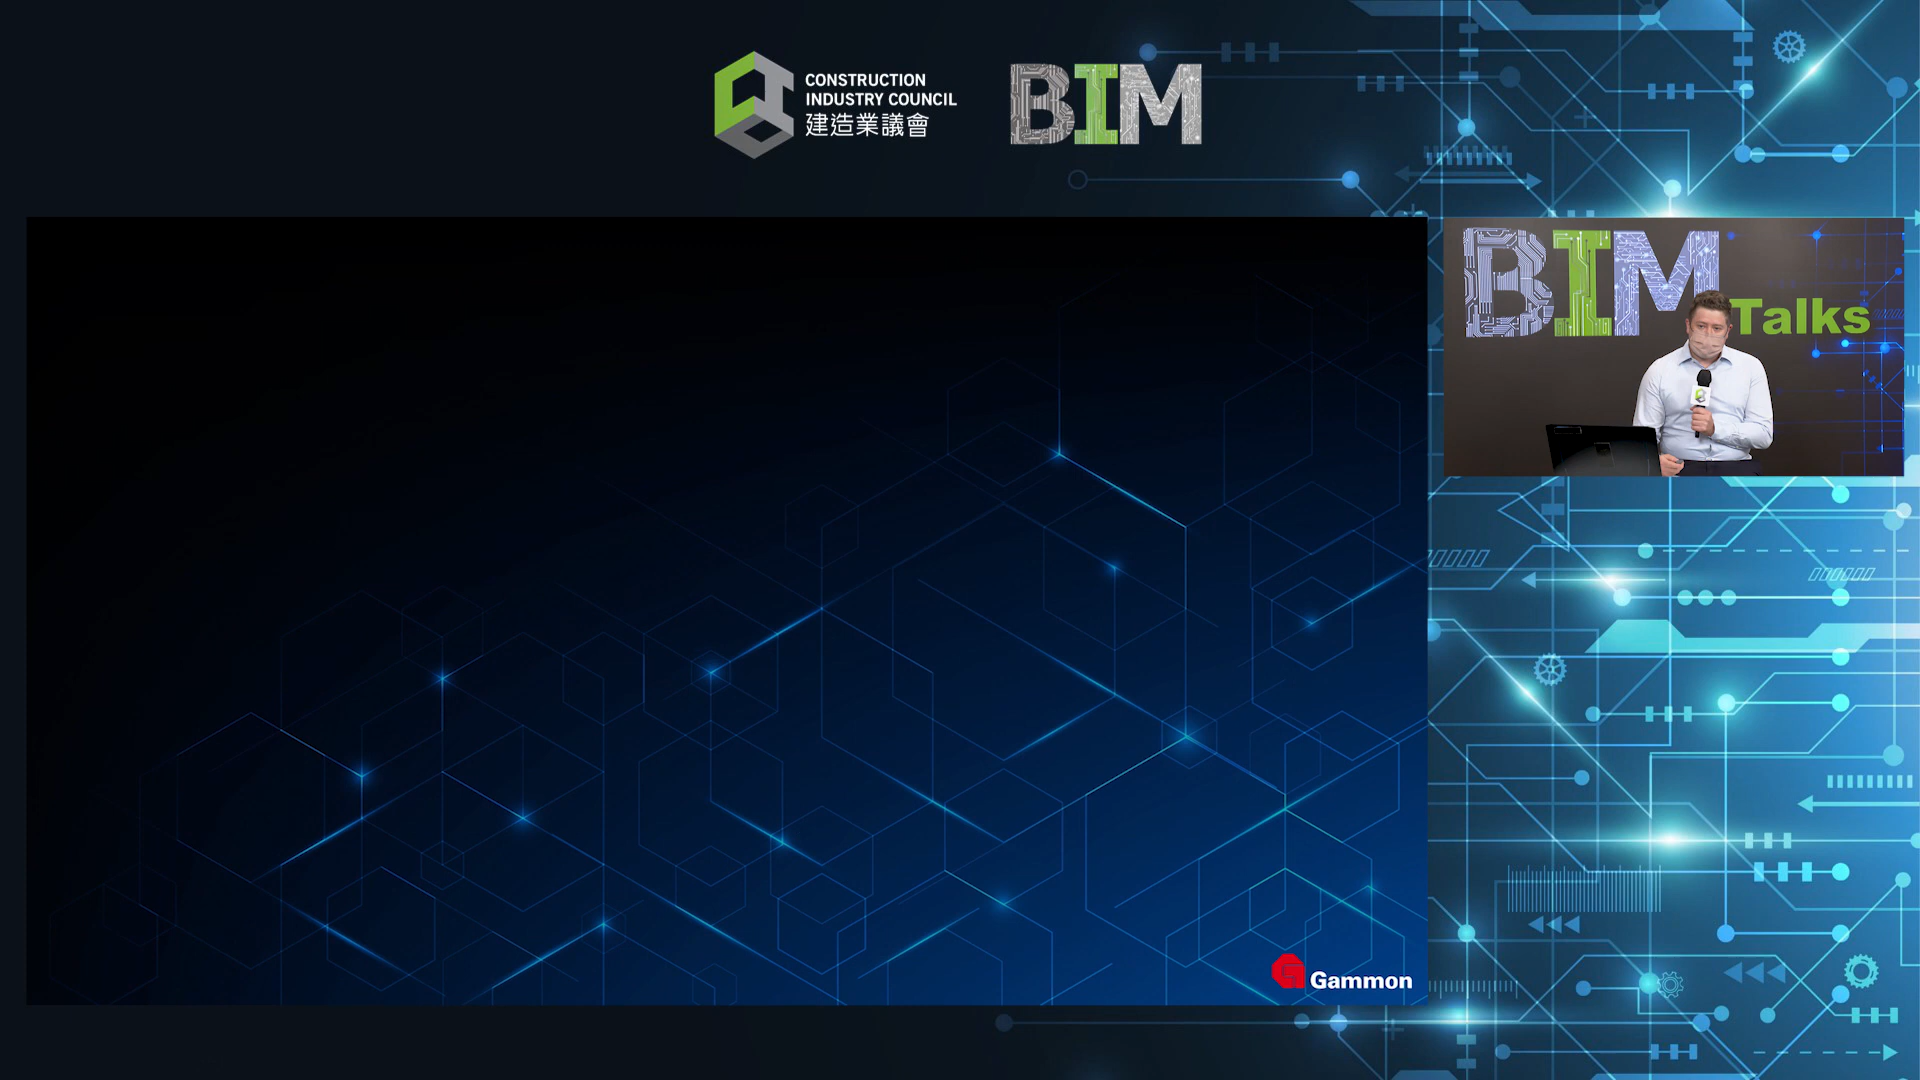 CONSTRUCTION
INDUSTRY COUNCIL
建造業議會
BIM
BIM
Talks
Gammon